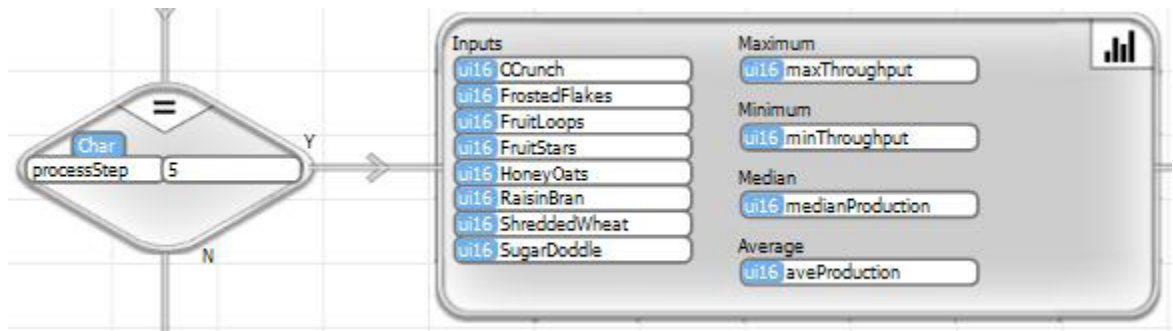 =
Char
processStep 5
Y
N
Inputs
ui16 CCrunch
ui16 FrostedFlakes
ui16 FruitLoops
ui16 FruitStars
ui16 HoneyOats
ui16 RaisinBran
ui16 ShreddedWheat
ui16 SugarDoddle
Maximum
ui16 maxThroughput
Minimum
ui16 minThroughput
Median
ui16 medianProduction
Average
ui16 aveProduction